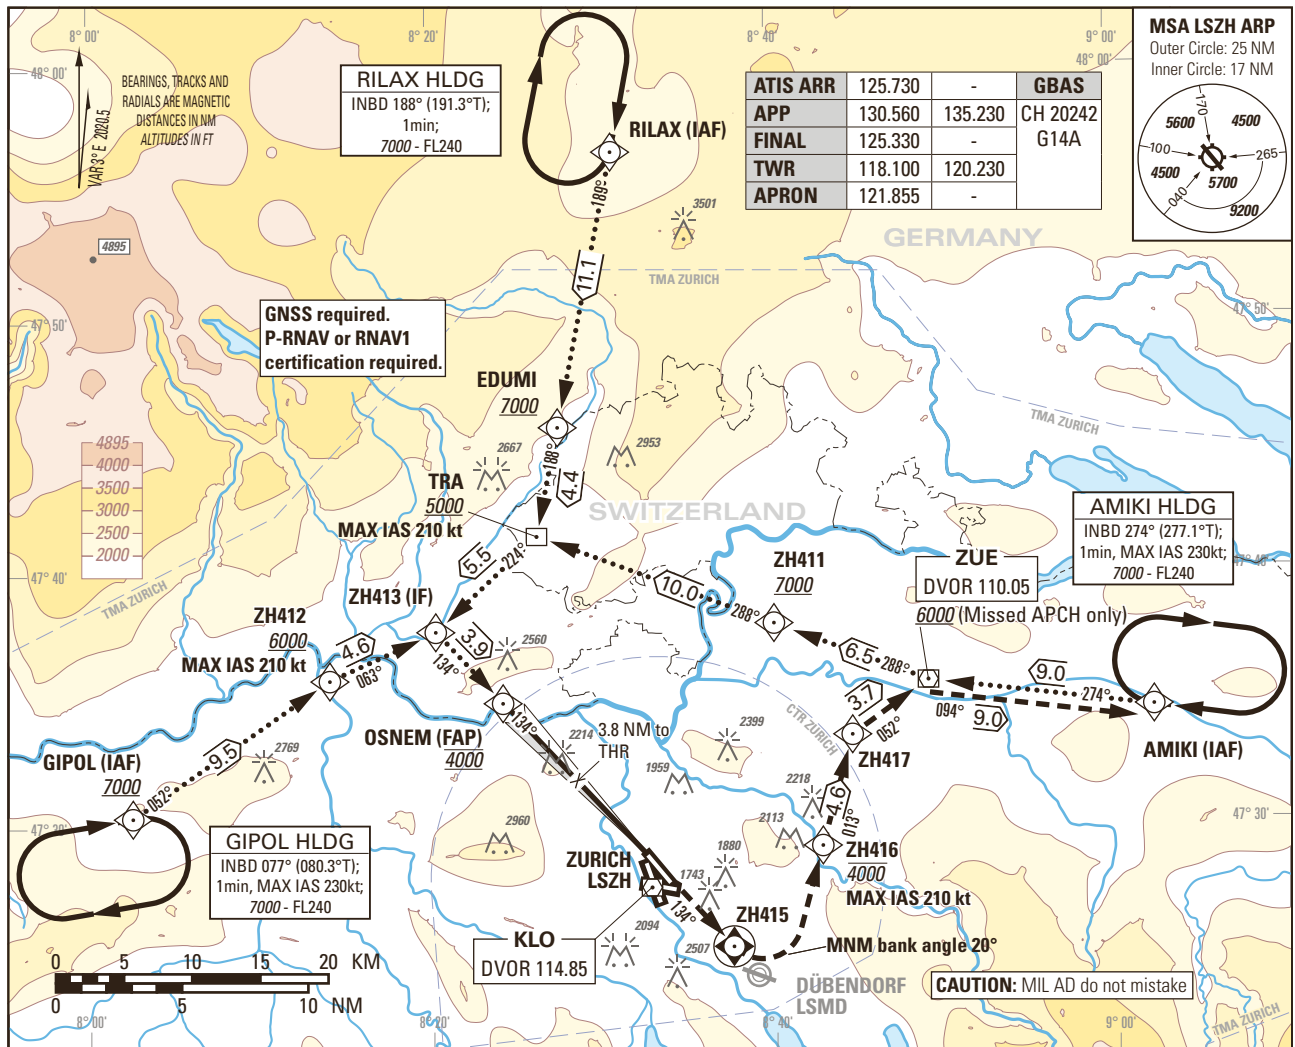 8° 00'
8° 20'
9° 00'
48° 00'
48° 00'
BEARINGS, TRACKS AND
RADIALS ARE MAGNETIC
DISTANCES IN NM
ALTITUDES IN FT
VAR 3° E 2020.5
RILAX HLDG
INBD 188° (191.3°T);
1min;
7000 - FL240
RILAX (IAF)
ATIS ARR 125.730 - GBAS
APP 130.560 135.230 CH 20242
FINAL 125.330 - G14A
TWR 118.100 120.230
APRON 121.855 -
MSA LSZH ARP
Outer Circle: 25 NM
Inner Circle: 17 NM
170
5600
4500
100
265
4500
5700
040
9200
189°
3501
4895
GERMANY
TMA ZURICH
11.1
GNSS required.
P-RNAV or RNAV1
certification required.
47° 50'
47° 50'
EDUMI
7000
TMA ZURICH
4895
4000
3500
3000
2500
2000
2667
2953
188°
4.4
TRA
5000
MAX IAS 210 kt
SWITZERLAND
AMIKI HLDG
INBD 274° (277.1°T);
1min, MAX IAS 230kt;
7000 - FL240
47° 40'
47° 40'
TMA ZURICH
5.5
224°
ZH411
7000
ZUE
DVOR 110.05
6000 (Missed APCH only)
10.0
288°
ZH413 (IF)
ZH412
6000
MAX IAS 210 kt
4.6
063°
3.9
134°
2560
6.5
288°
9.0
274°
094°
9.0
3.7
052°
CTR ZÜRICH
OSNEM (FAP)
4000
134°
2214
3.8 NM to
THR
2399
ZH417
AMIKI (IAF)
GIPOL (IAF)
7000
9.5
052°
2769
1959
2218
4.6
013°
47° 30'
47° 30'
2113
2960
GIPOL HLDG
INBD 077° (080.3°T);
1min, MAX IAS 230kt;
7000 - FL240
ZURICH
LSZH
1880
1743
ZH416
4000
MAX IAS 210 kt
134°
ZH415
2094
2507
KLO
DVOR 114.85
MNM bank angle 20°
DÜBENDORF
LSMD
CAUTION: MIL AD do not mistake
0 5 10 15 20 KM
0 5 10 NM
TMA ZURICH
8° 00'
8° 20'
8° 40'
9° 00'